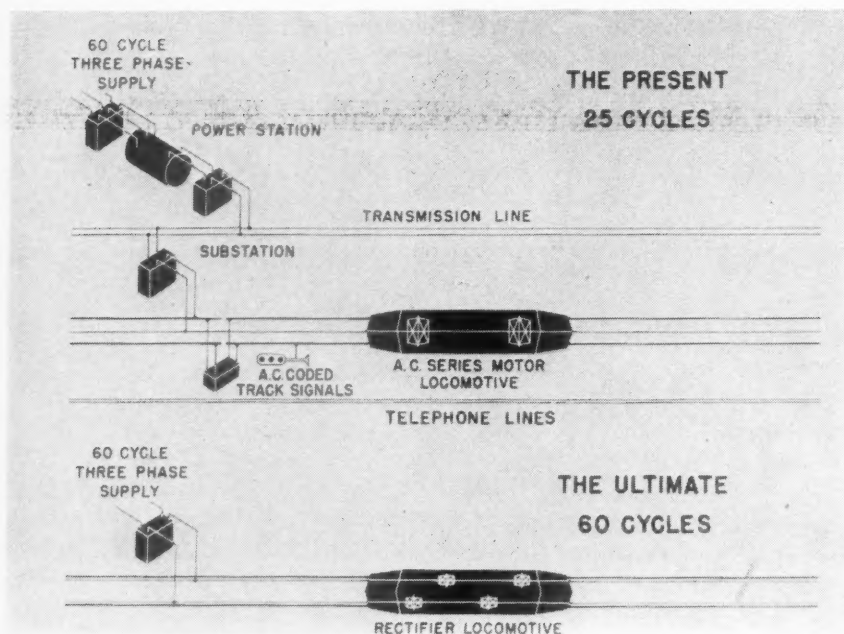 60 CYCLE
THREE PHASE-
SUPPLY
THE PRESENT
25 CYCLES
POWER STATION
TRANSMISSION LINE
SUBSTATION
A.C. CODED
TRACK SIGNALS
A.C. SERIES MOTOR
LOCOMOTIVE
TELEPHONE LINES
60 CYCLE
THREE PHASE
SUPPLY
THE ULTIMATE
60 CYCLES
RECTIFIER LOCOMOTIVE